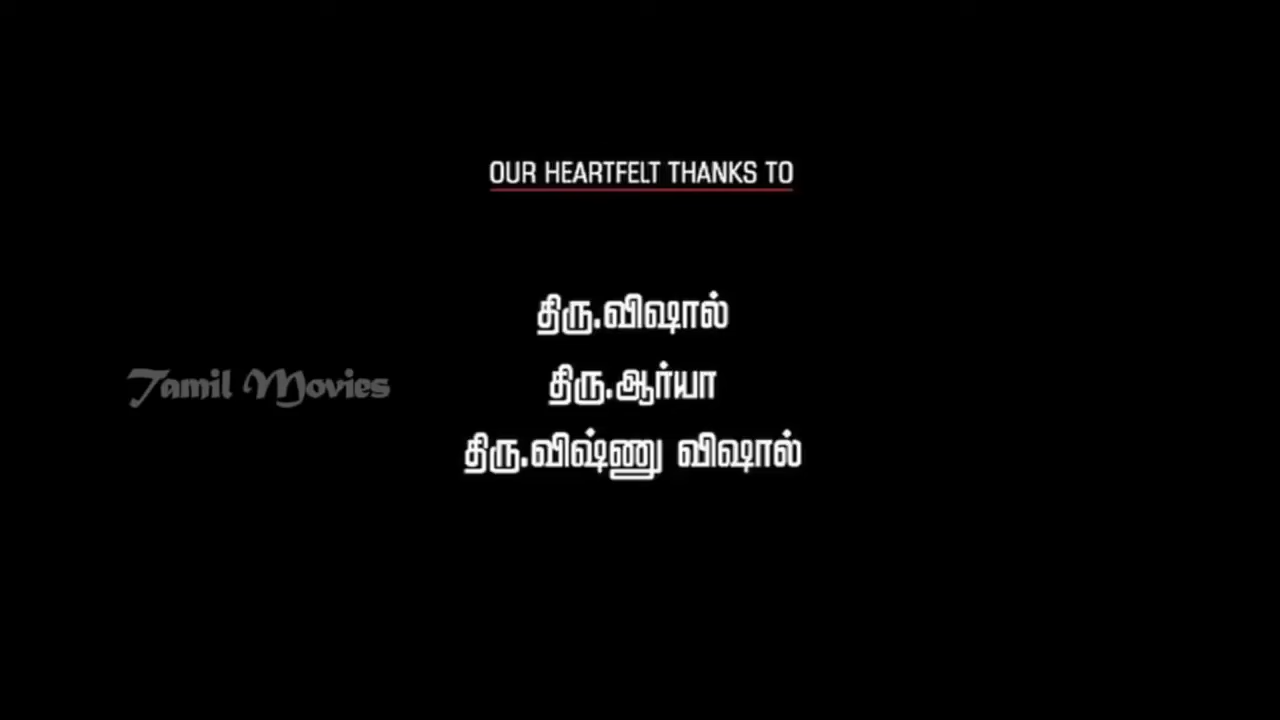 OUR HEARTFELT THANKS TO
திரு.விஷால்
Tamil Movies
திரு.ஆர்யா
திரு.விஷ்ணு விஷால்